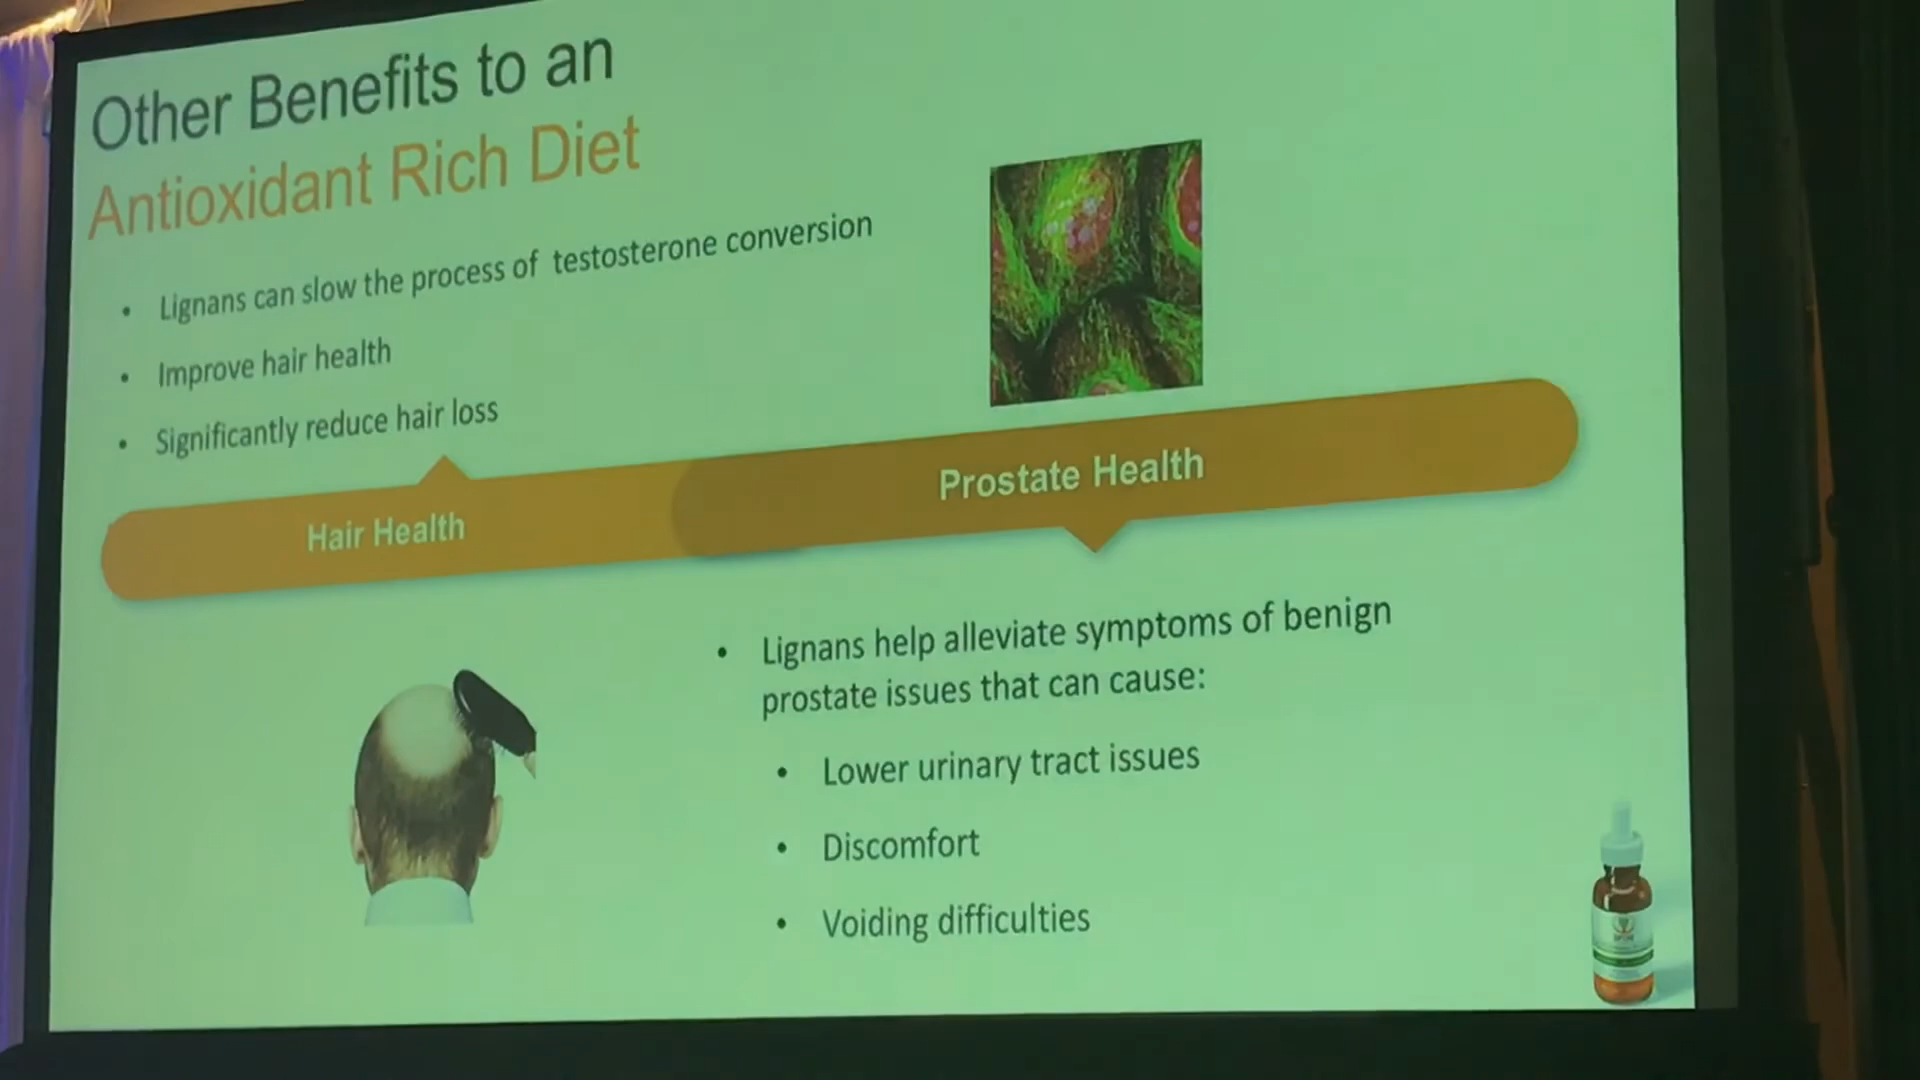 Other Benefits to an
Antioxidant Rich Diet
• Lignans can slow the process of testosterone conversion
• Improve hair health
• Significantly reduce hair loss
Hair Health
Prostate Health
• Lignans help alleviate symptoms of benign
prostate issues that can cause:
• Lower urinary tract issues
• Discomfort
• Voiding difficulties